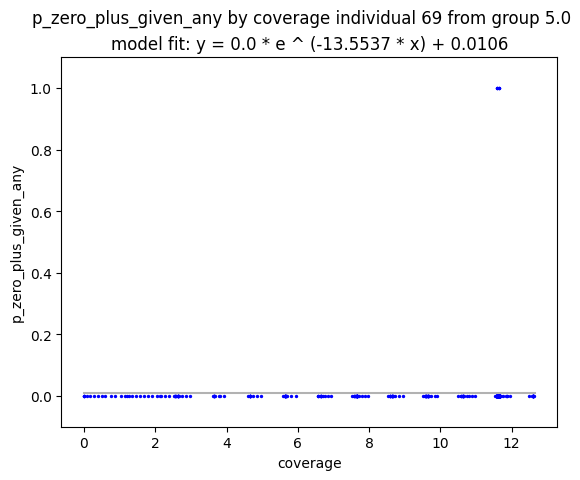 p_zero_plus_given_any by coverage individual 69 from group 5.0
model fit: y = 0.0 * e ^ (-13.5537 * x) + 0.0106
1.0
0.8
0.6
0.4
0.2
0.0
p_zero_plus_given_any
0 2 4 6 8 10 12
coverage